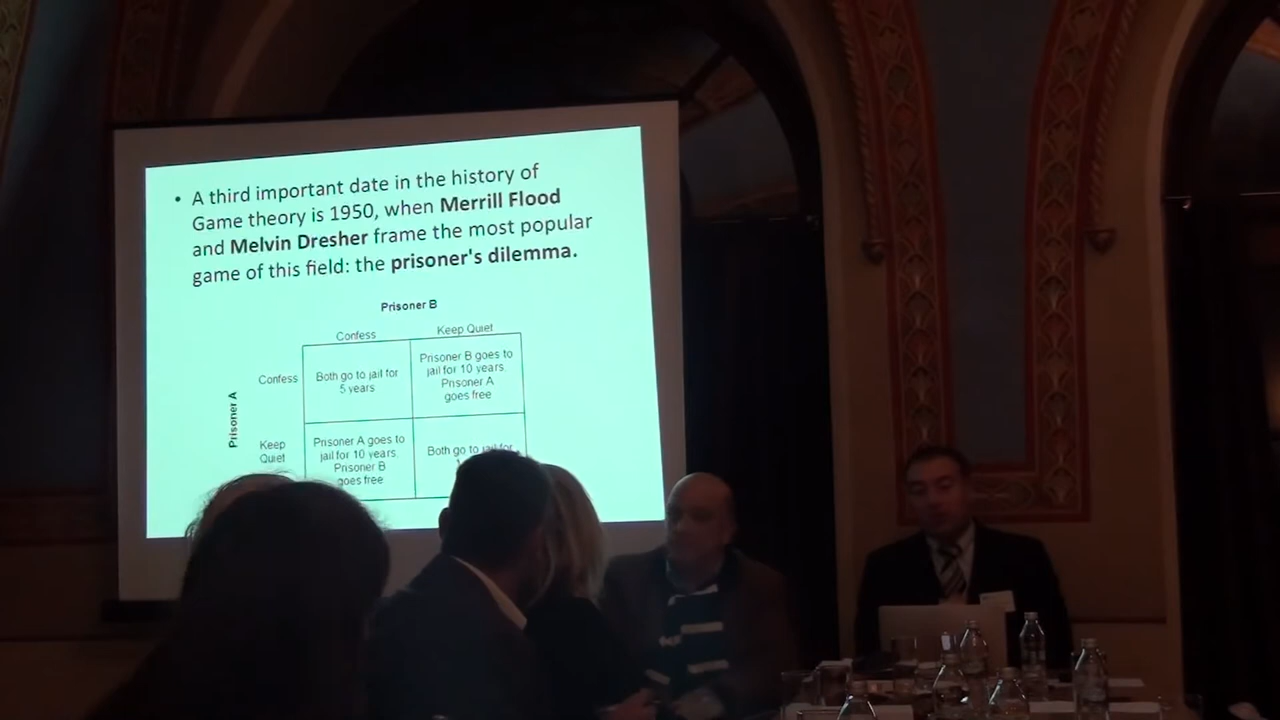 • A third important date in the history of
Game theory is 1950, when Merrill Flood
and Melvin Dresher frame the most popular
game of this field: the prisoner's dilemma.
Prisoner B
Confess
Keep Quiet
Prisoner A
Confess
Both go to jail for
5 years
Prisoner B goes to
jail for 10 years.
Prisoner A
goes free
Keep
Quiet
Prisoner A goes to
jail for 10 years.
Prisoner B
goes free
Both go to jail for